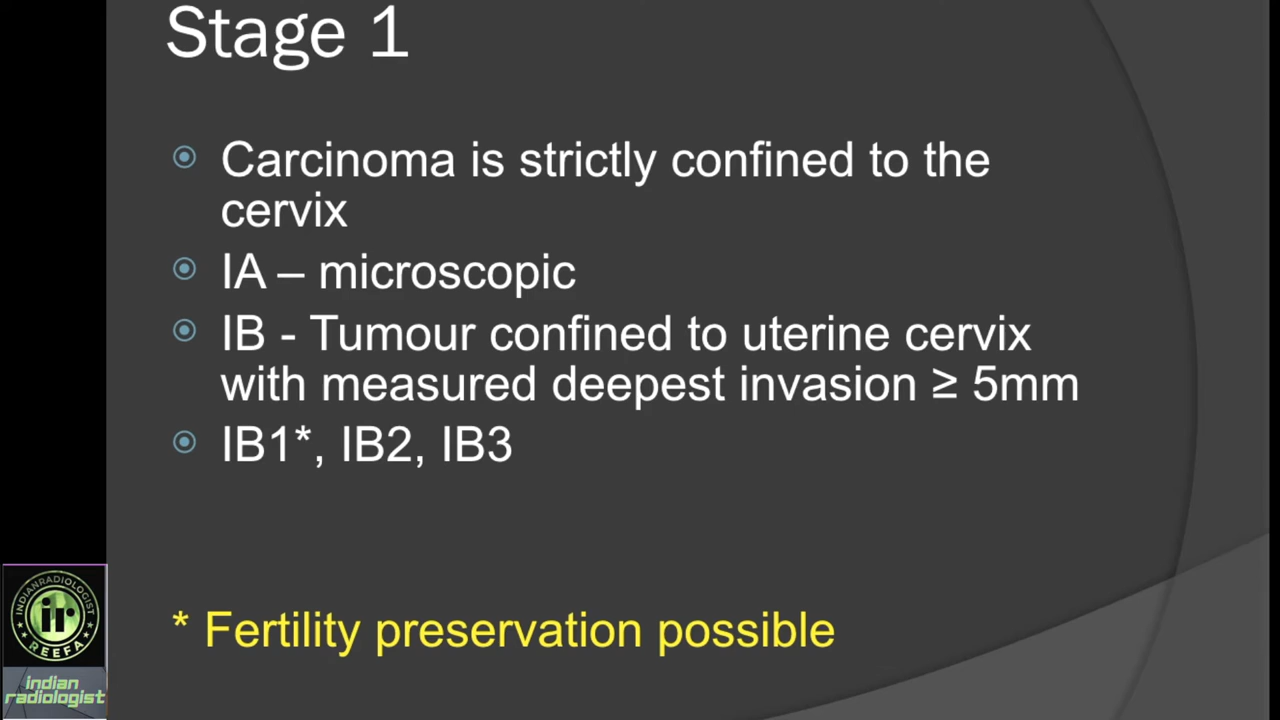 Stage 1
Carcinoma is strictly confined to the
cervix
IA – microscopic
IB - Tumour confined to uterine cervix
with measured deepest invasion ≥ 5mm
IB1*, IB2, IB3
* Fertility preservation possible
INDIANRADIOLOGIST
ir
REEFA
indian
radiologist